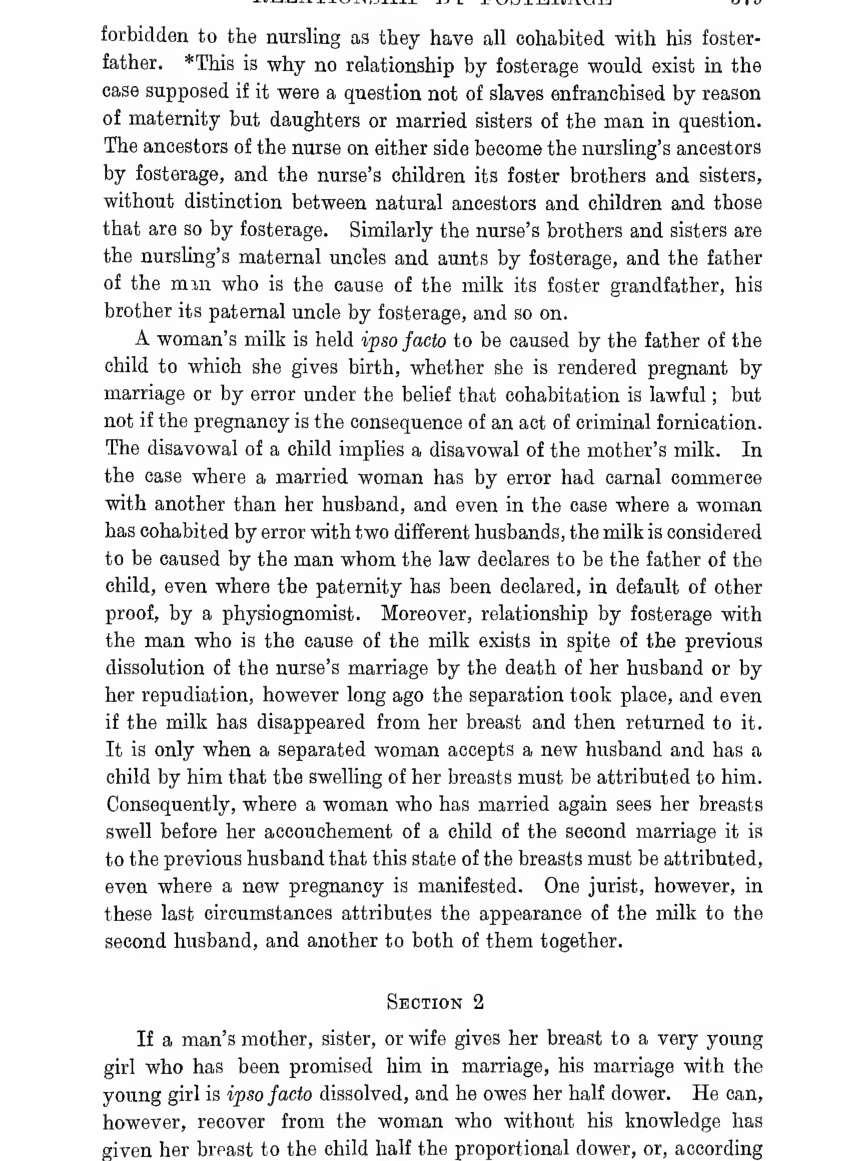 RELATIONSHIP BY FOSTERAGE 379
forbidden to the nursling as they have all cohabited with his foster-
father. *This is why no relationship by fosterage would exist in the
case supposed if it were a question not of slaves enfranchised by reason
of maternity but daughters or married sisters of the man in question.
The ancestors of the nurse on either side become the nursling's ancestors
by fosterage, and the nurse's children its foster brothers and sisters,
without distinction between natural ancestors and children and those
that are so by fosterage. Similarly the nurse's brothers and sisters are
the nursling's maternal uncles and aunts by fosterage, and the father
of the man who is the cause of the milk its foster grandfather, his
brother its paternal uncle by fosterage, and so on.
A woman's milk is held ipso facto to be caused by the father of the
child to which she gives birth, whether she is rendered pregnant by
marriage or by error under the belief that cohabitation is lawful; but
not if the pregnancy is the consequence of an act of criminal fornication.
The disavowal of a child implies a disavowal of the mother's milk. In
the case where a married woman has by error had carnal commerce
with another than her husband, and even in the case where a woman
has cohabited by error with two different husbands, the milk is considered
to be caused by the man whom the law declares to be the father of the
child, even where the paternity has been declared, in default of other
proof, by a physiognomist. Moreover, relationship by fosterage with
the man who is the cause of the milk exists in spite of the previous
dissolution of the nurse's marriage by the death of her husband or by
her repudiation, however long ago the separation took place, and even
if the milk has disappeared from her breast and then returned to it.
It is only when a separated woman accepts a new husband and has a
child by him that the swelling of her breasts must be attributed to him.
Consequently, where a woman who has married again sees her breasts
swell before her accouchement of a child of the second marriage it is
to the previous husband that this state of the breasts must be attributed,
even where a new pregnancy is manifested. One jurist, however, in
these last circumstances attributes the appearance of the milk to the
second husband, and another to both of them together.
SECTION 2
If a man's mother, sister, or wife gives her breast to a very young
girl who has been promised him in marriage, his marriage with the
young girl is ipso facto dissolved, and he owes her half dower. He can,
however, recover from the woman who without his knowledge has
given her breast to the child half the proportional dower, or, according